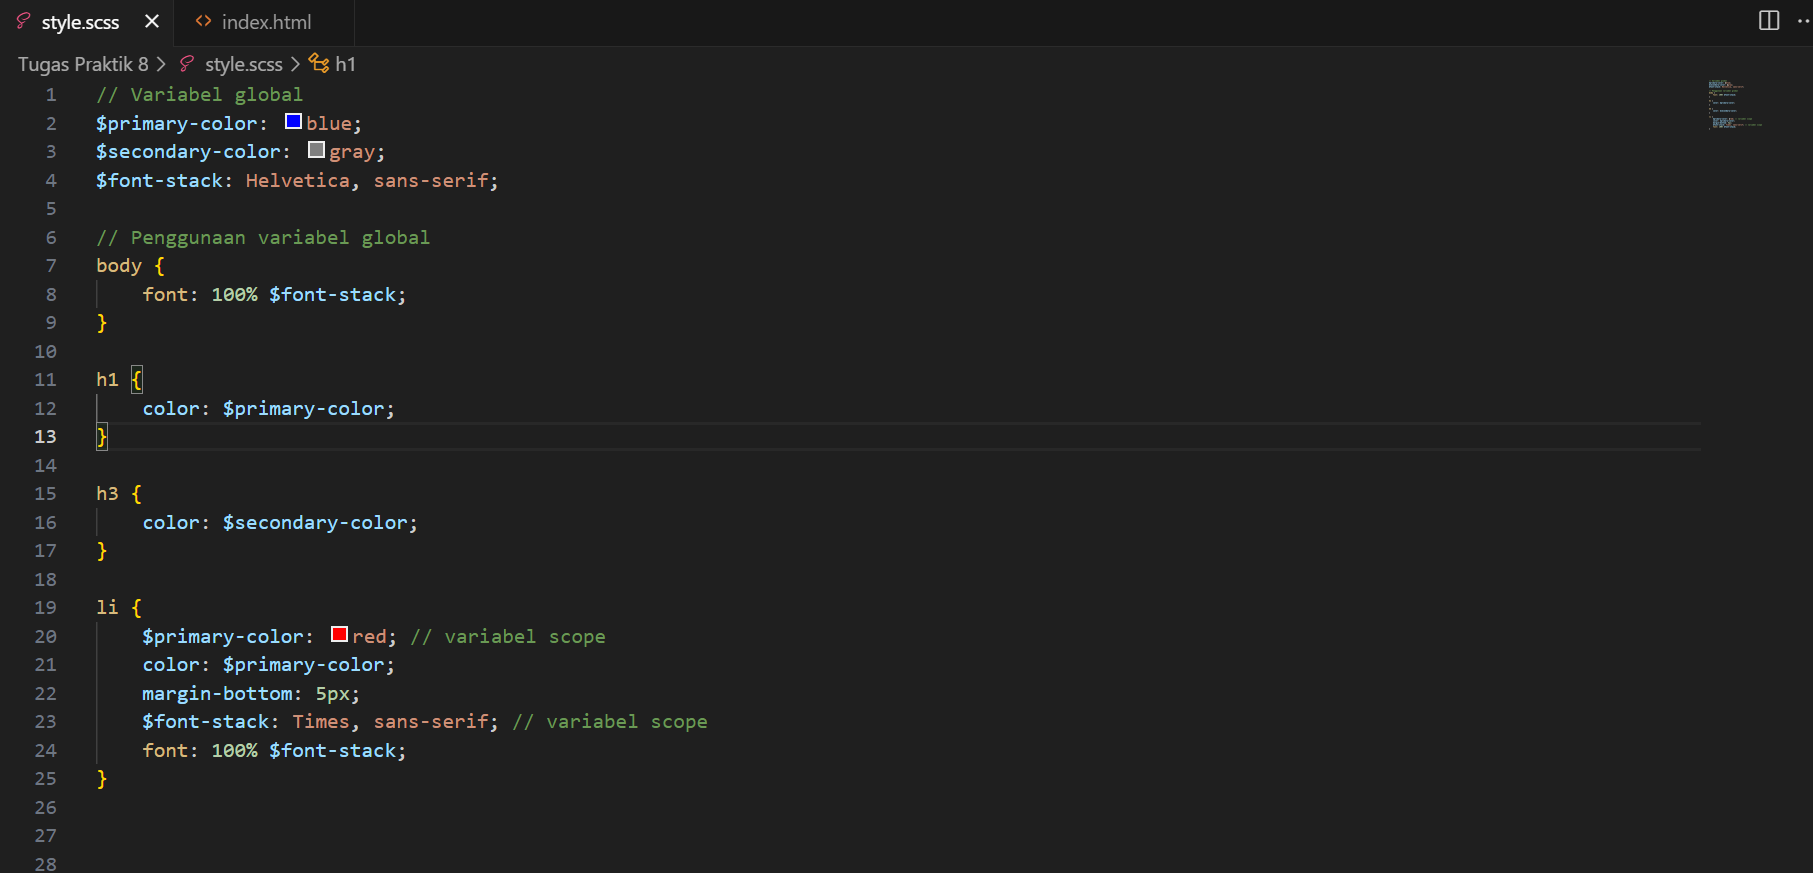 style.scss index.html
Tugas Praktik 8 > style.scss > h1
1 // Variabel global
2 $primary-color: blue;
3 $secondary-color: gray;
4 $font-stack: Helvetica, sans-serif;
5
6 // Penggunaan variabel global
7 body {
8     font: 100% $font-stack;
9 }
10
11 h1 {
12     color: $primary-color;
13 }
14
15 h3 {
16     color: $secondary-color;
17 }
18
19 li {
20     $primary-color: red; // variabel scope
21     color: $primary-color;
22     margin-bottom: 5px;
23     $font-stack: Times, sans-serif; // variabel scope
24     font: 100% $font-stack;
25 }
26
27
28